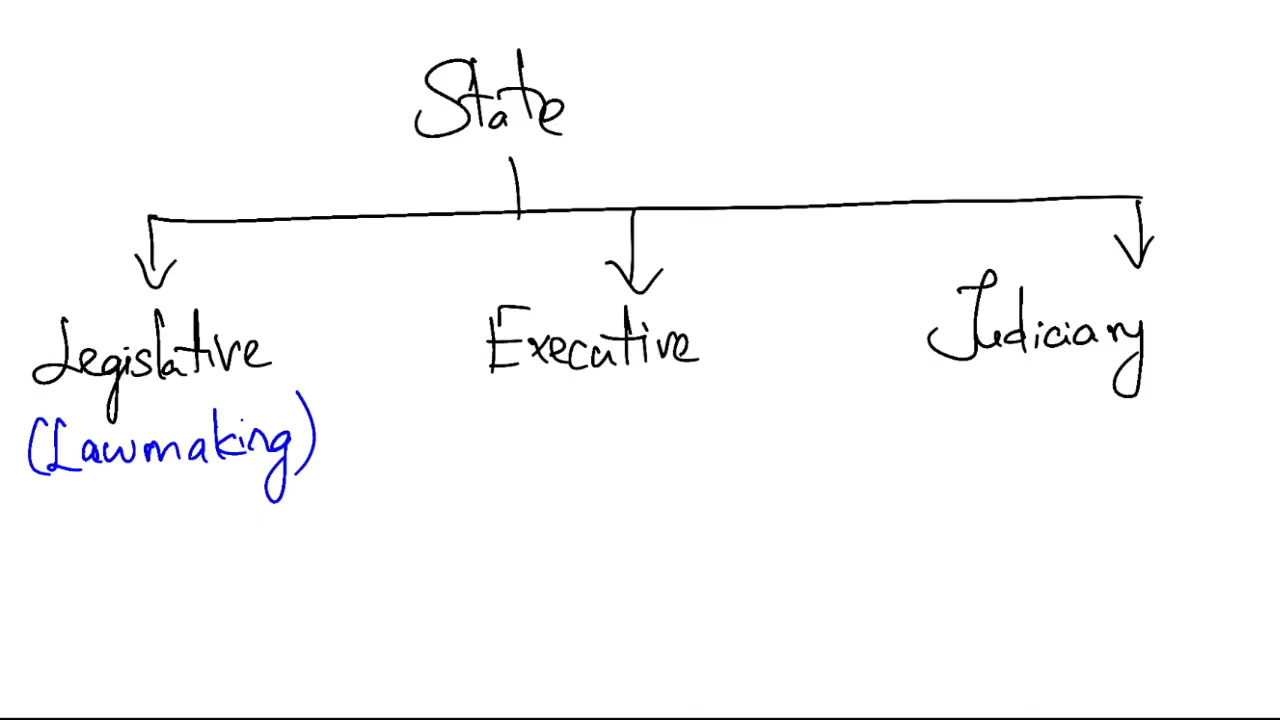 State
Legislative
Executive
Judiciary
(Lawmaking)